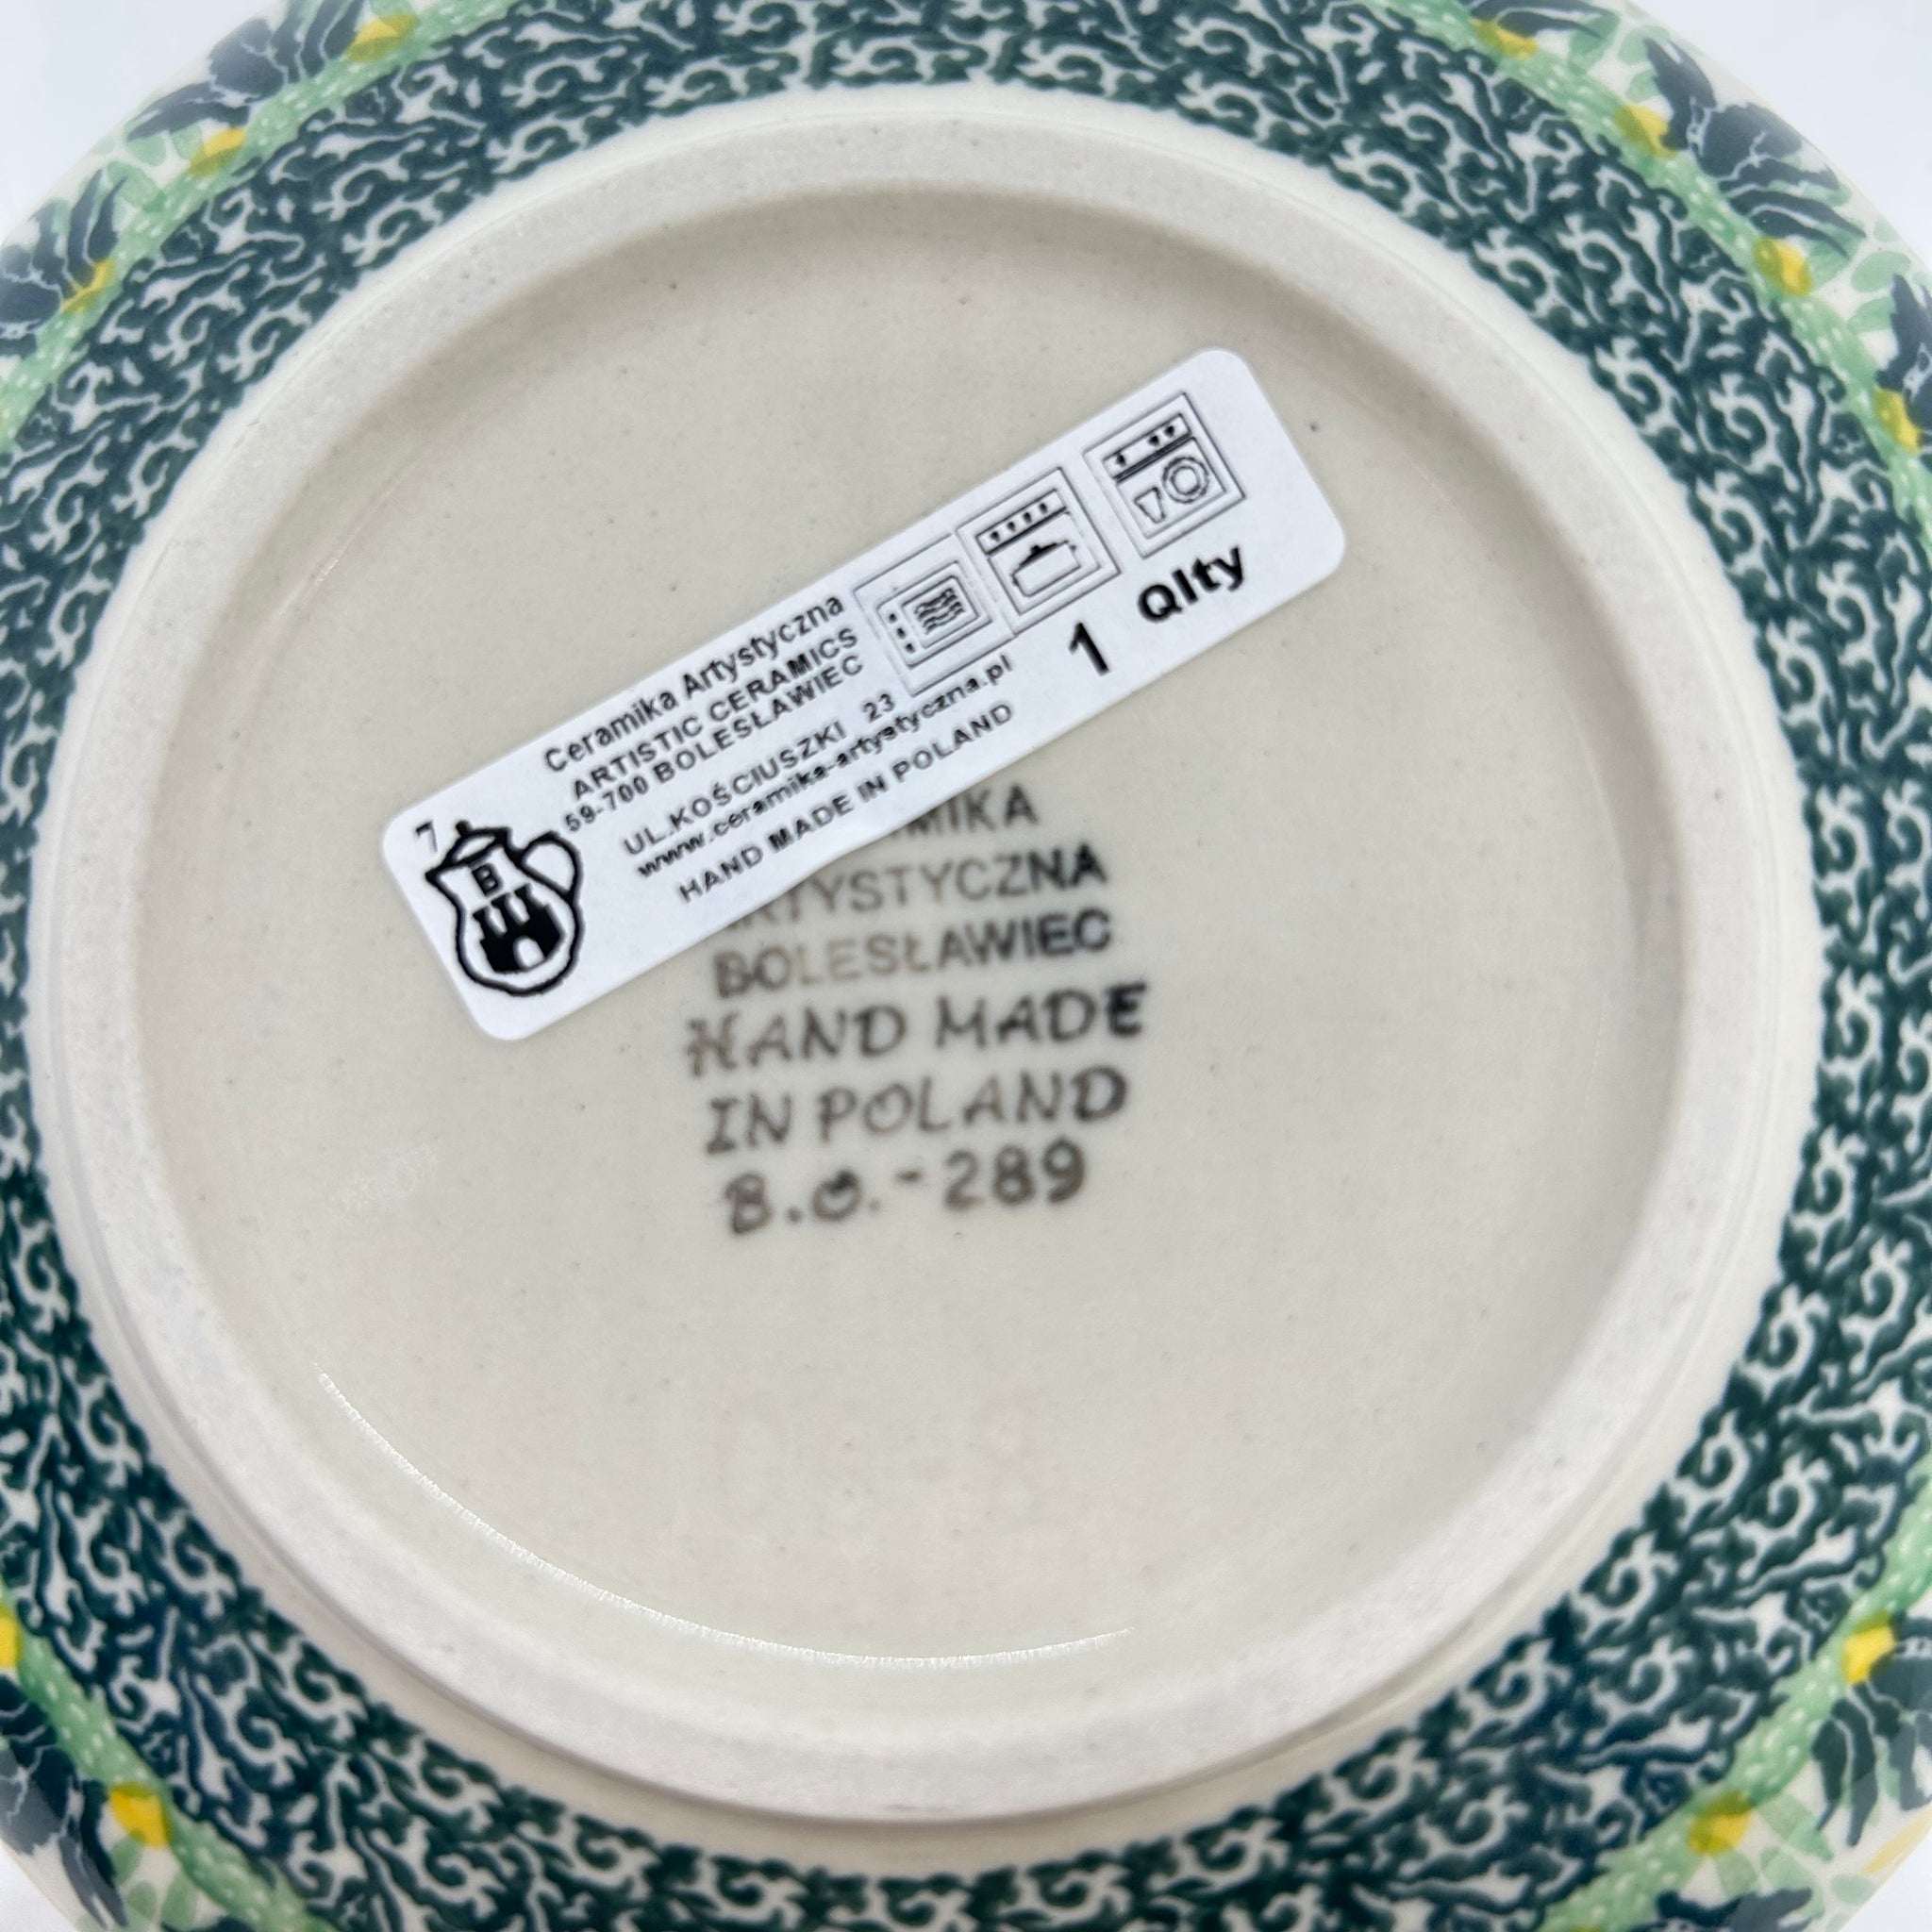 Ceramika Artystyczna
ARTISTIC CERAMICS
59-700 BOLESŁAWIEC
UL.KOŚCIUSZKI 23
www.ceramika-artystyczna.pl
HAND MADE IN POLAND
1 Qlty
7
B
MIKA
RTYSTYCZNA
BOLESŁAWIEC
HAND MADE
IN POLAND
B.O.-289